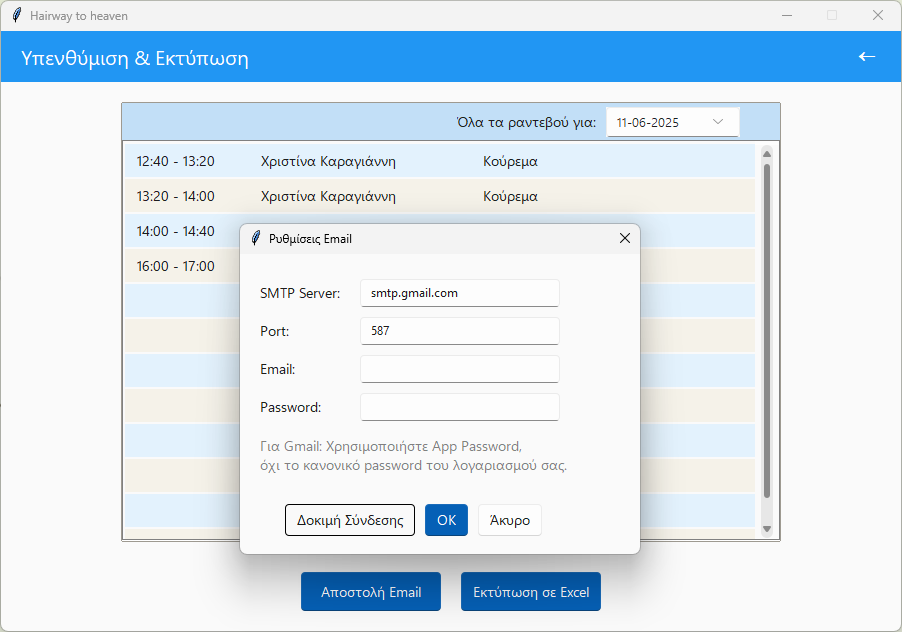 Hairway to heaven
Υπενθύμιση & Εκτύπωση
Όλα τα ραντεβού για: 11-06-2025
12:40 - 13:20 Χριστίνα Καραγιάννη Κούρεμα
13:20 - 14:00 Χριστίνα Καραγιάννη Κούρεμα
14:00 - 14:40
16:00 - 17:00
Ρυθμίσεις Email
SMTP Server: smtp.gmail.com
Port: 587
Email:
Password:
Για Gmail: Χρησιμοποιήστε App Password,
όχι το κανονικό password του λογαριασμού σας.
Δοκιμή Σύνδεσης OK Άκυρο
Αποστολή Email Εκτύπωση σε Excel